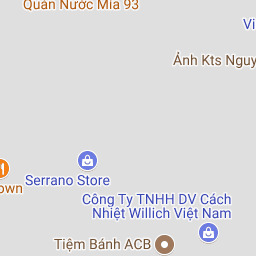 Quán Nước Mía 93
Vi
Ảnh Kts Nguy
own
Serrano Store
Công Ty TNHH DV Cách
Nhiệt Willich Việt Nam
Tiệm Bánh ACB